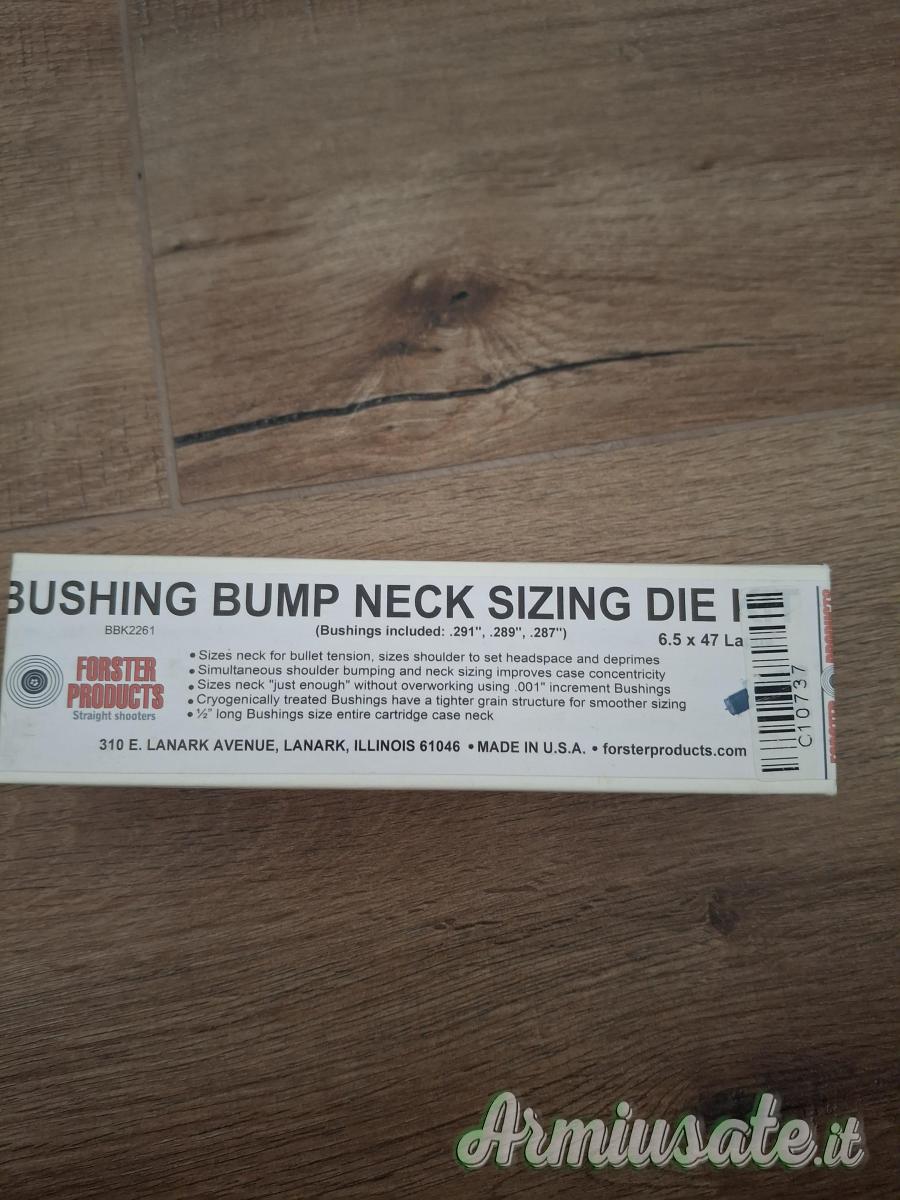 BUSHING BUMP NECK SIZING DIE
BBK2261
(Bushings included: .291", .289", .287")
6.5 x 47 La
FORSTER
PRODUCTS
Straight shooters
• Sizes neck for bullet tension, sizes shoulder to set headspace and deprimes
• Simultaneous shoulder bumping and neck sizing improves case concentricity
• Sizes neck "just enough" without overworking using .001" increment Bushings
• Cryogenically treated Bushings have a tighter grain structure for smoother sizing
• ½" long Bushings size entire cartridge case neck
310 E. LANARK AVENUE, LANARK, ILLINOIS 61046 • MADE IN U.S.A. • forsterproducts.com
C10737
Armiusate.it